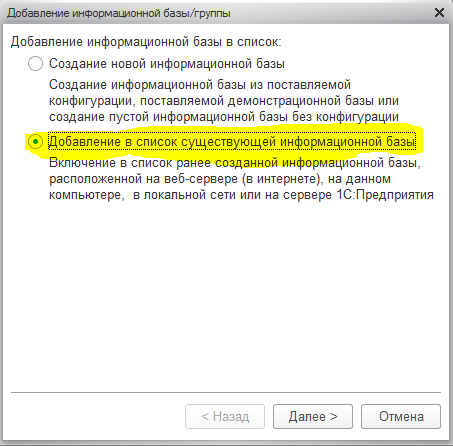 Добавление информационной базы/группы
Добавление информационной базы в список:
Создание новой информационной базы
Создание информационной базы из поставляемой
конфигурации, поставляемой демонстрационной базы или
создание пустой информационной базы без конфигурации
Добавление в список существующей информационной базы
Включение в список ранее созданной информационной базы,
расположенной на веб-сервере (в интернете), на данном
компьютере, в локальной сети или на сервере 1С:Предприятия
< Назад
Далее >
Отмена